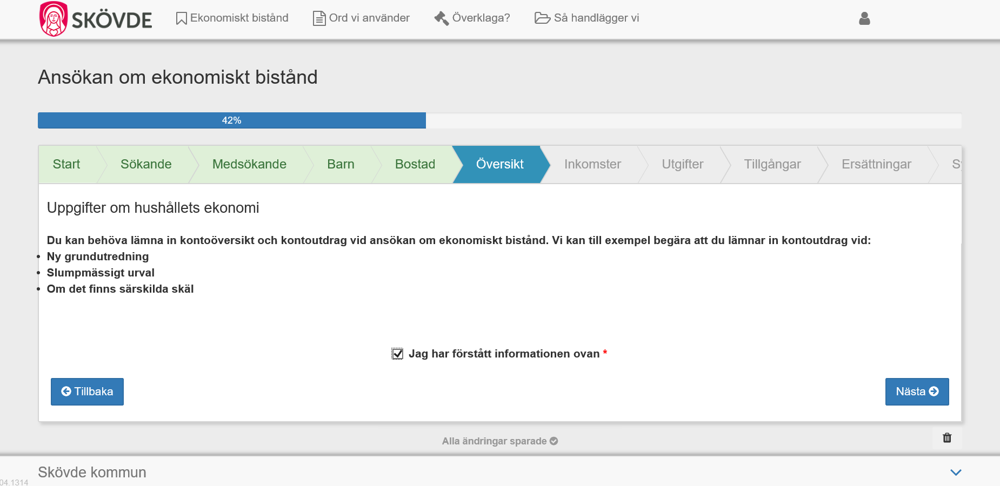 SKÖVDE Ekonomiskt bistånd Ord vi använder Överklaga? Så handlägger vi
Ansökan om ekonomiskt bistånd
42%
Start Sökande Medsökande Barn Bostad Översikt Inkomster Utgifter Tillgångar Ersättningar
Uppgifter om hushållets ekonomi
Du kan behöva lämna in kontoöversikt och kontoutdrag vid ansökan om ekonomiskt bistånd. Vi kan till exempel begära att du lämnar in kontoutdrag vid:
• Ny grundutredning
• Slumpmässigt urval
• Om det finns särskilda skäl
Jag har förstått informationen ovan *
Tillbaka Nästa
Alla ändringar sparade
Skövde kommun
04.1314